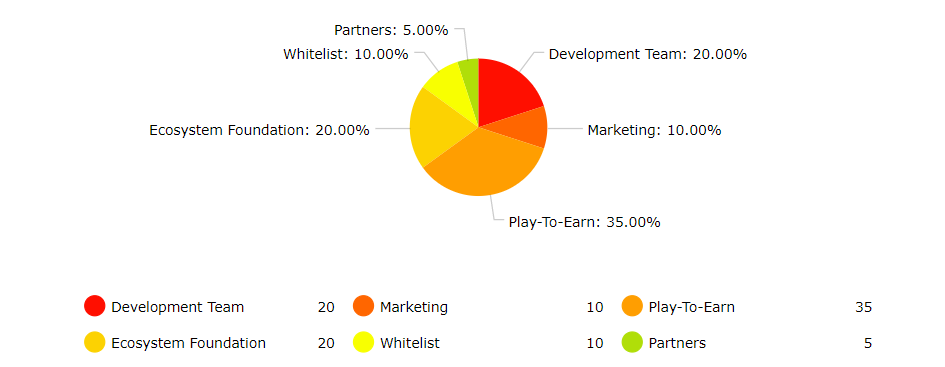 Partners: 5.00%
Whitelist: 10.00%
Development Team: 20.00%
Ecosystem Foundation: 20.00%
Marketing: 10.00%
Play-To-Earn: 35.00%
Development Team 20 Marketing 10 Play-To-Earn 35
Ecosystem Foundation 20 Whitelist 10 Partners 5